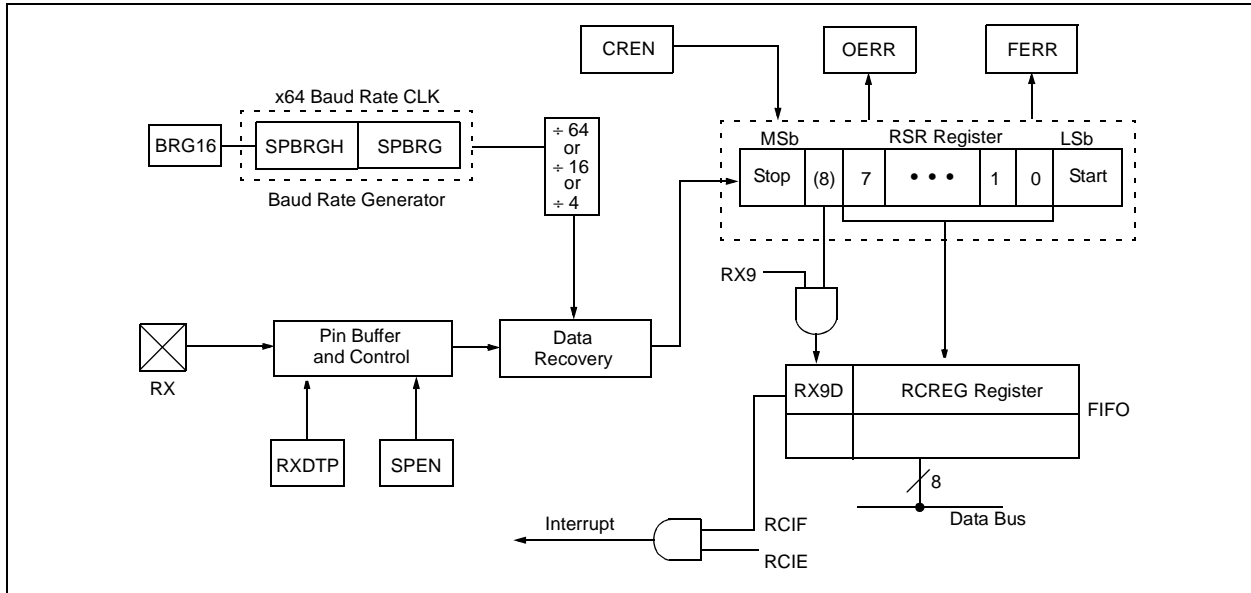 CREN
OERR
FERR
x64 Baud Rate CLK
BRG16
SPBRGH
SPBRG
Baud Rate Generator
÷ 64
or
÷ 16
or
÷ 4
MSb
RSR Register
LSb
Stop
(8)
7
• • •
1
0
Start
RX9
RX
Pin Buffer
and Control
Data
Recovery
RXDTP
SPEN
RX9D
RCREG Register
FIFO
8
Data Bus
Interrupt
RCIF
RCIE